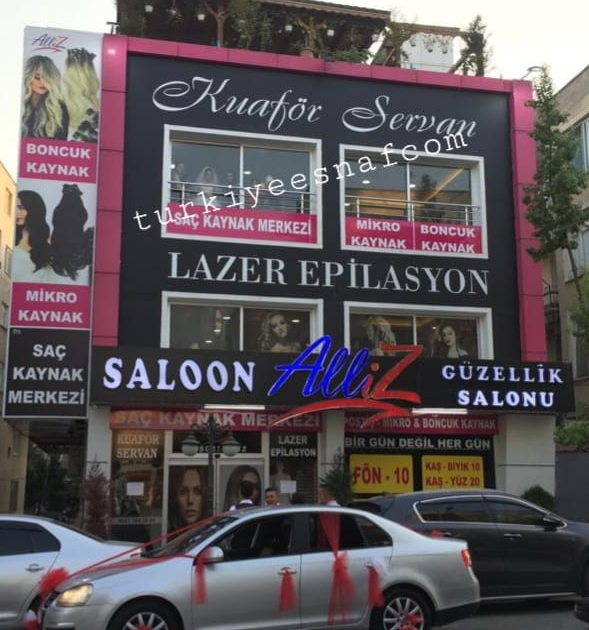 Alliz
BONCUK
KAYNAK
MİKRO
KAYNAK
SAÇ
KAYNAK
MERKEZİ
Kuaför Servan
turkiyeesnafcom
SAÇ KAYNAK MERKEZİ
MİKRO
KAYNAK
BONCUK
KAYNAK
LAZER EPİLASYON
SALOON AlliZ GÜZELLİK
SALONU
SAÇ KAYNAK MERKEZİ
MİKRO & BONCUK KAYNAK
KUAFÖR
SERVAN
LAZER
EPİLASYON
BİR GÜN DEĞİL HER GÜN
FÖN - 10
KAŞ - BIYIK 10
KAŞ - YÜZ 20